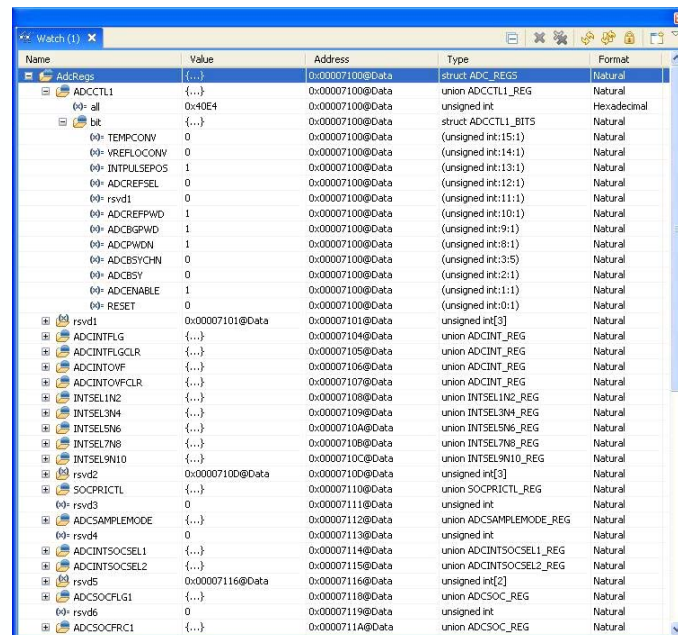 Watch (1)
Name Value Address Type Format
AdcRegs {...} 0x00007100@Data struct ADC_REGS Natural
ADCCTL1 {...} 0x00007100@Data union ADCCTL1_REG Natural
(x)= all 0x40E4 0x00007100@Data unsigned int Hexadecimal
bit {...} 0x00007100@Data struct ADCCTL1_BITS Natural
(x)= TEMPCONV 0 0x00007100@Data (unsigned int:15:1) Natural
(x)= VREFLOCONV 0 0x00007100@Data (unsigned int:14:1) Natural
(x)= INTPULSEPOS 1 0x00007100@Data (unsigned int:13:1) Natural
(x)= ADCREFSEL 0 0x00007100@Data (unsigned int:12:1) Natural
(x)= rsvd1 0 0x00007100@Data (unsigned int:11:1) Natural
(x)= ADCREFPWD 1 0x00007100@Data (unsigned int:10:1) Natural
(x)= ADCBGPWD 1 0x00007100@Data (unsigned int:9:1) Natural
(x)= ADCPWDN 1 0x00007100@Data (unsigned int:8:1) Natural
(x)= ADCBSYCHN 0 0x00007100@Data (unsigned int:3:5) Natural
(x)= ADCBSY 0 0x00007100@Data (unsigned int:2:1) Natural
(x)= ADCENABLE 1 0x00007100@Data (unsigned int:1:1) Natural
(x)= RESET 0 0x00007100@Data (unsigned int:0:1) Natural
rsvd1 0x00007101@Data 0x00007101@Data unsigned int[3] Natural
ADCINTFLG {...} 0x00007104@Data union ADCINT_REG Natural
ADCINTFLGCLR {...} 0x00007105@Data union ADCINT_REG Natural
ADCINTOVF {...} 0x00007106@Data union ADCINT_REG Natural
ADCINTOVFCLR {...} 0x00007107@Data union ADCINT_REG Natural
INTSEL1N2 {...} 0x00007108@Data union INTSEL1N2_REG Natural
INTSEL3N4 {...} 0x00007109@Data union INTSEL3N4_REG Natural
INTSEL5N6 {...} 0x0000710A@Data union INTSEL5N6_REG Natural
INTSEL7N8 {...} 0x0000710B@Data union INTSEL7N8_REG Natural
INTSEL9N10 {...} 0x0000710C@Data union INTSEL9N10_REG Natural
rsvd2 0x0000710D@Data 0x0000710D@Data unsigned int[3] Natural
SOCPRICTL {...} 0x00007110@Data union SOCPRICTL_REG Natural
(x)= rsvd3 0 0x00007111@Data unsigned int Natural
ADCSAMPLEMODE {...} 0x00007112@Data union ADCSAMPLEMODE_REG Natural
(x)= rsvd4 0 0x00007113@Data unsigned int Natural
ADCINTSOCSEL1 {...} 0x00007114@Data union ADCINTSOCSEL1_REG Natural
ADCINTSOCSEL2 {...} 0x00007115@Data union ADCINTSOCSEL2_REG Natural
rsvd5 0x00007116@Data 0x00007116@Data unsigned int[2] Natural
ADCSOCFLG1 {...} 0x00007118@Data union ADCSOC_REG Natural
(x)= rsvd6 0 0x00007119@Data unsigned int Natural
ADCSOCFRC1 {...} 0x0000711A@Data union ADCSOC_REG Natural